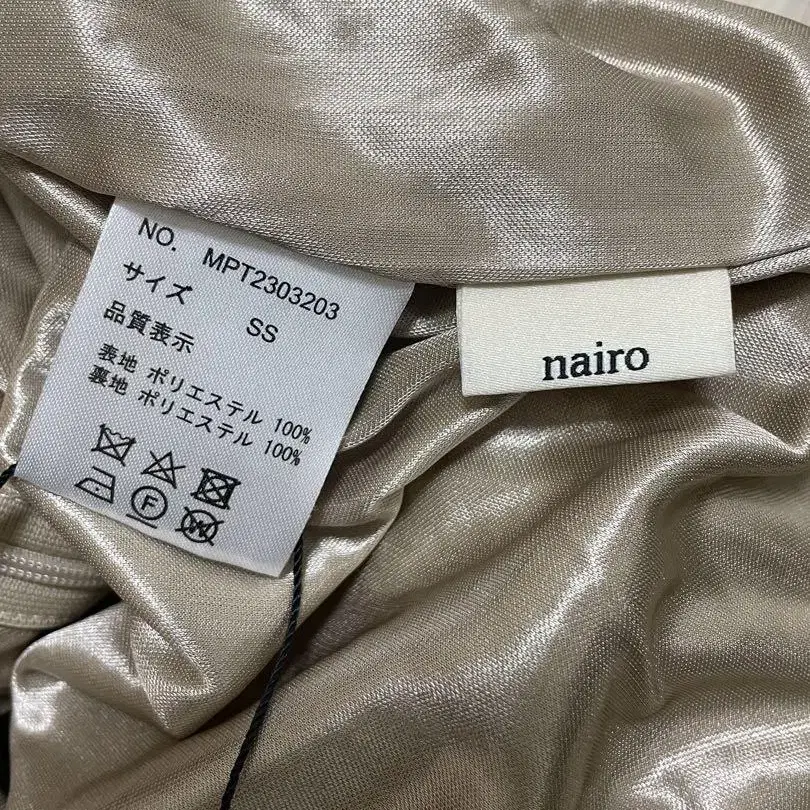 NO. MPT2303203
サイズ SS
品質表示
表地 ポリエステル 100%
裏地 ポリエステル 100%
F
W
nairo